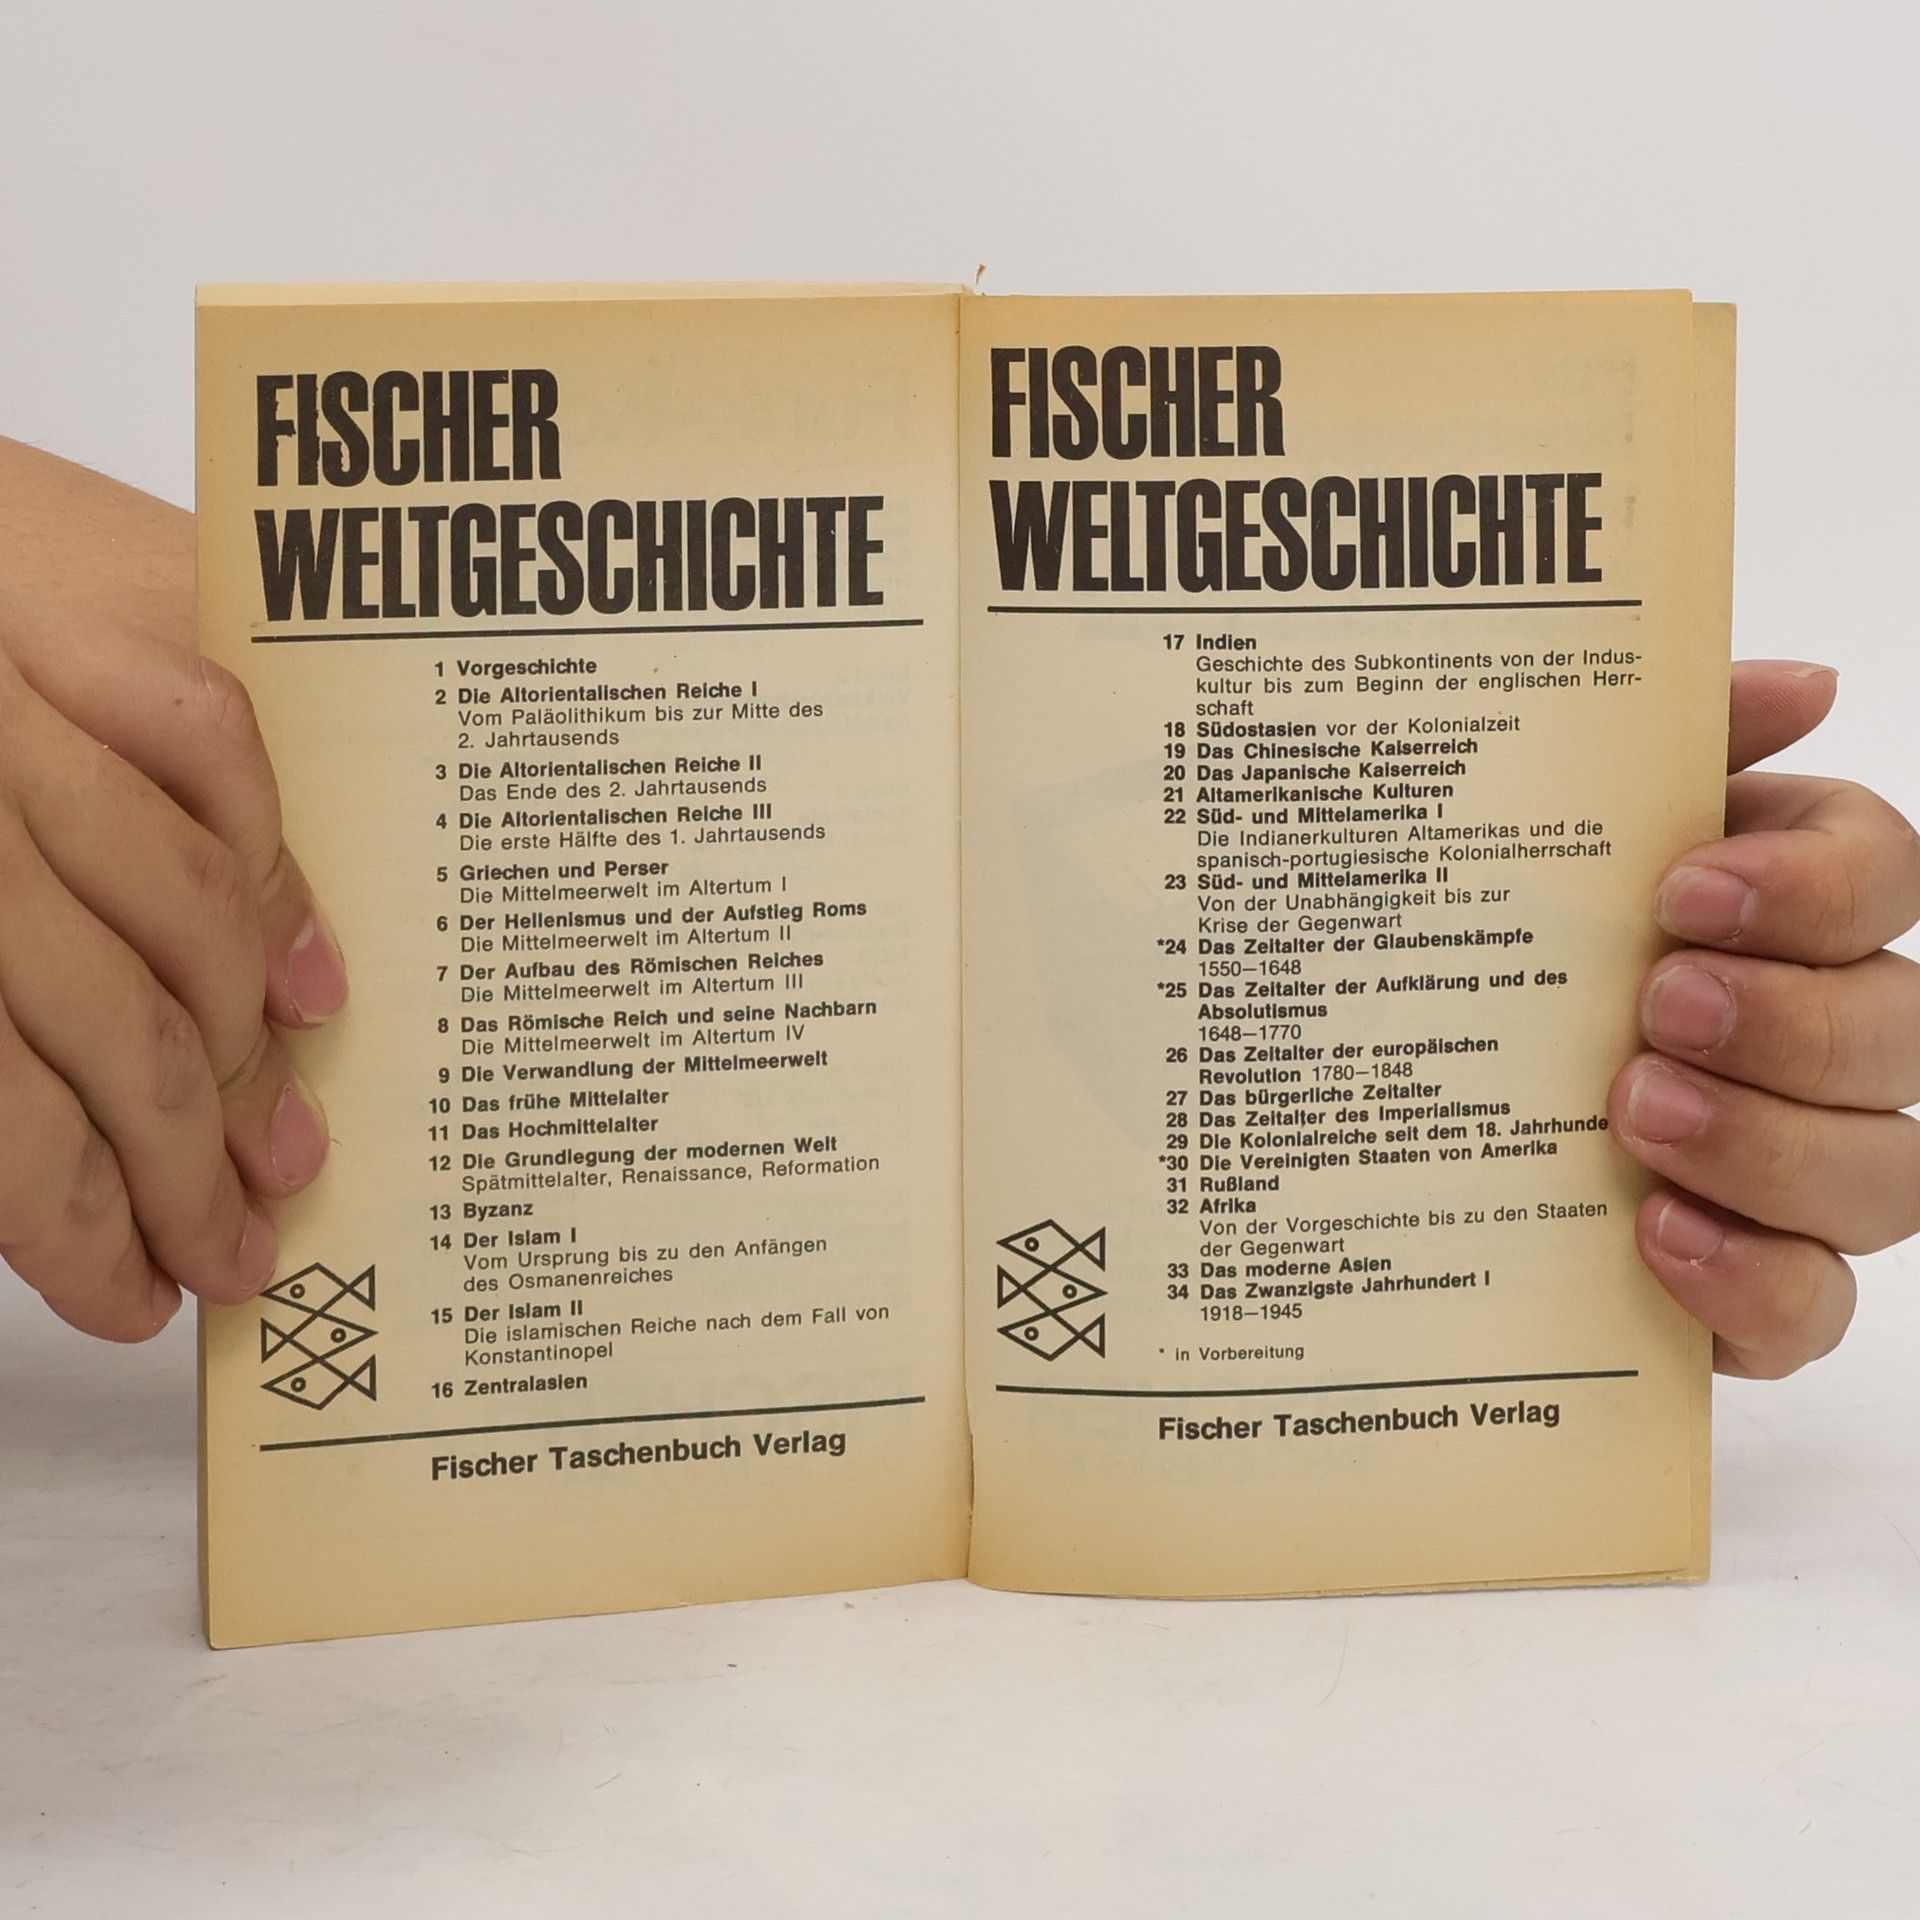 FISCHER
WELTGESCHICHTE
1 Vorgeschichte
2 Die Altorientalischen Reiche I
Vom Paläolithikum bis zur Mitte des
2. Jahrtausends
3 Die Altorientalischen Reiche II
Das Ende des 2. Jahrtausends
4 Die Altorientalischen Reiche III
Die erste Hälfte des 1. Jahrtausends
5 Griechen und Perser
Die Mittelmeerwelt im Altertum I
6 Der Hellenismus und der Aufstieg Roms
Die Mittelmeerwelt im Altertum II
7 Der Aufbau des Römischen Reiches
Die Mittelmeerwelt im Altertum III
8 Das Römische Reich und seine Nachbarn
Die Mittelmeerwelt im Altertum IV
9 Die Verwandlung der Mittelmeerwelt
10 Das frühe Mittelalter
11 Das Hochmittelalter
12 Die Grundlegung der modernen Welt
Spätmittelalter, Renaissance, Reformation
13 Byzanz
14 Der Islam I
Vom Ursprung bis zu den Anfängen
des Osmanenreiches
15 Der Islam II
Die islamischen Reiche nach dem Fall von
Konstantinopel
16 Zentralasien
Fischer Taschenbuch Verlag
FISCHER
WELTGESCHICHTE
17 Indien
Geschichte des Subkontinents von der Indus-
kultur bis zum Beginn der englischen Herr-
schaft
18 Südostasien vor der Kolonialzeit
19 Das Chinesische Kaiserreich
20 Das Japanische Kaiserreich
21 Altamerikanische Kulturen
22 Süd- und Mittelamerika I
Die Indianerkulturen Altamerikas und die
spanisch-portugiesische Kolonialherrschaft
23 Süd- und Mittelamerika II
Von der Unabhängigkeit bis zur
Krise der Gegenwart
*24 Das Zeitalter der Glaubenskämpfe
1550–1648
*25 Das Zeitalter der Aufklärung und des
Absolutismus
1648–1770
26 Das Zeitalter der europäischen
Revolution 1780–1848
27 Das bürgerliche Zeitalter
28 Das Zeitalter des Imperialismus
29 Die Kolonialreiche seit dem 18. Jahrhunde
*30 Die Vereinigten Staaten von Amerika
31 Rußland
32 Afrika
Von der Vorgeschichte bis zu den Staaten
der Gegenwart
33 Das moderne Asien
34 Das Zwanzigste Jahrhundert I
1918–1945
* in Vorbereitung
Fischer Taschenbuch Verlag